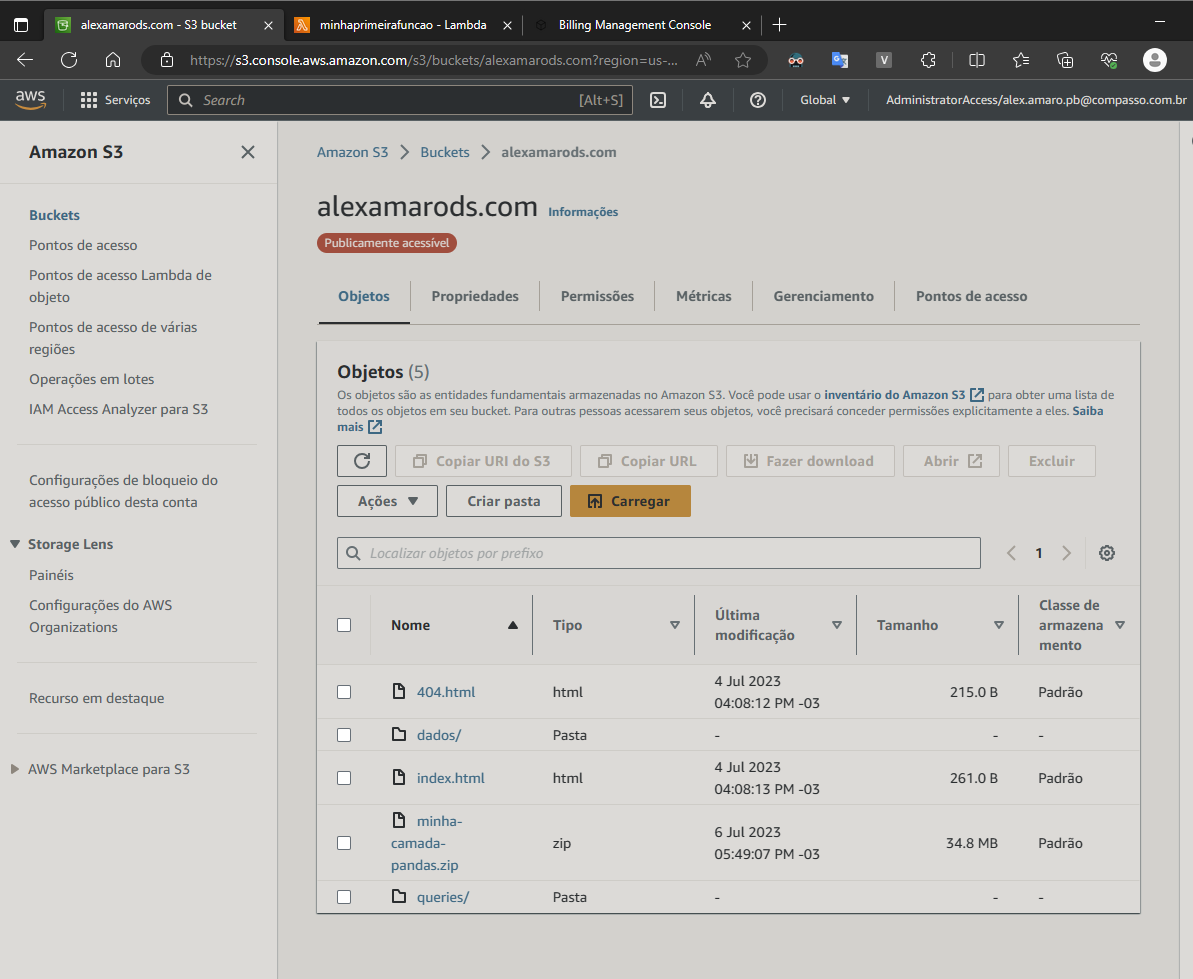 alexamarods.com - S3 bucket
minhaprimeirafuncao - Lambda
Billing Management Console
https://s3.console.aws.amazon.com/s3/buckets/alexamarods.com?region=us-...
aws
Serviços
Search
[Alt+S]
Global
AdministratorAccess/alex.amaro.pb@compasso.com.br
Amazon S3
Buckets
Pontos de acesso
Pontos de acesso Lambda de
objeto
Pontos de acesso de várias
regiões
Operações em lotes
IAM Access Analyzer para S3
Configurações de bloqueio do
acesso público desta conta
Storage Lens
Painéis
Configurações do AWS
Organizations
Recurso em destaque
AWS Marketplace para S3
Amazon S3
Buckets
alexamarods.com
alexamarods.com Informações
Publicamente acessível
Objetos
Propriedades
Permissões
Métricas
Gerenciamento
Pontos de acesso
Objetos (5)
Os objetos são as entidades fundamentais armazenadas no Amazon S3. Você pode usar o inventário do Amazon S3 para obter uma lista de
todos os objetos em seu bucket. Para outras pessoas acessarem seus objetos, você precisará conceder permissões explicitamente a eles. Saiba
mais
Copiar URI do S3
Copiar URL
Fazer download
Abrir
Excluir
Ações
Criar pasta
Carregar
Localizar objetos por prefixo
1
Nome
Tipo
Última
modificação
Tamanho
Classe de
armazena
mento
404.html
html
4 Jul 2023
04:08:12 PM -03
215.0 B
Padrão
dados/
Pasta
-
-
-
index.html
html
4 Jul 2023
04:08:13 PM -03
261.0 B
Padrão
minha-
camada-
pandas.zip
zip
6 Jul 2023
05:49:07 PM -03
34.8 MB
Padrão
queries/
Pasta
-
-
-